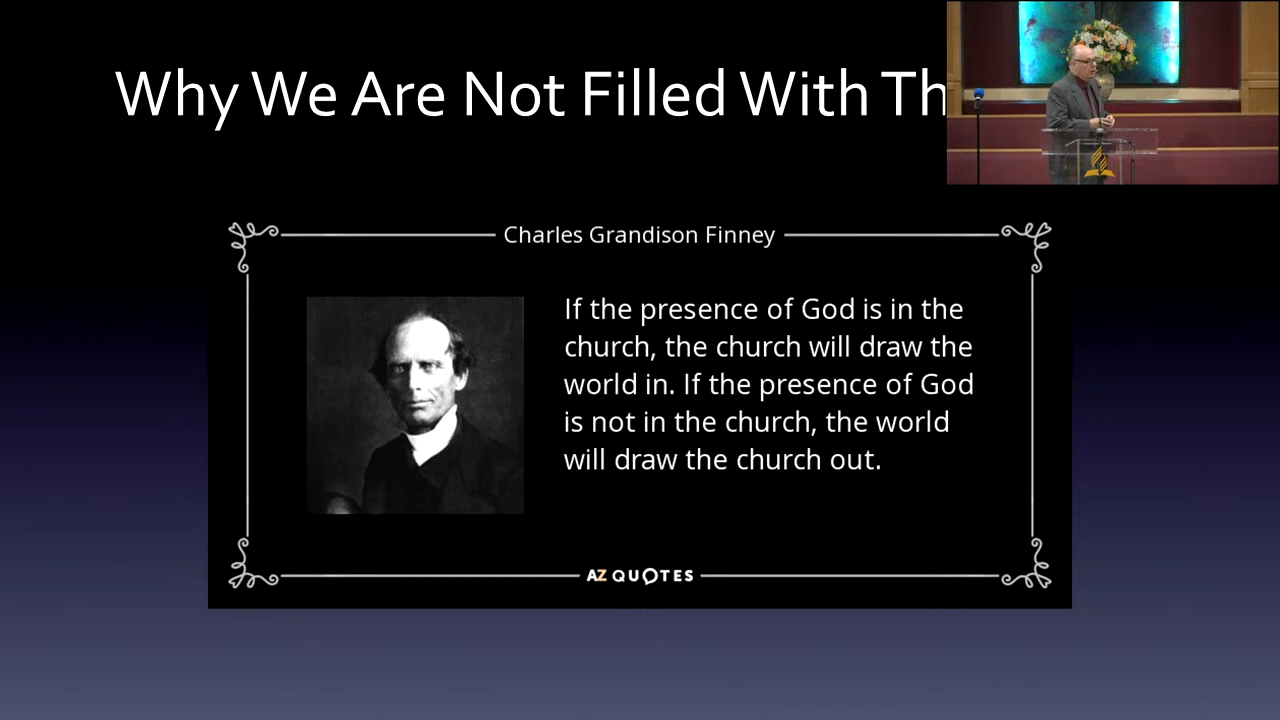 Why We Are Not Filled With Th
Charles Grandison Finney
If the presence of God is in the
church, the church will draw the
world in. If the presence of God
is not in the church, the world
will draw the church out.
AZ QUOTES